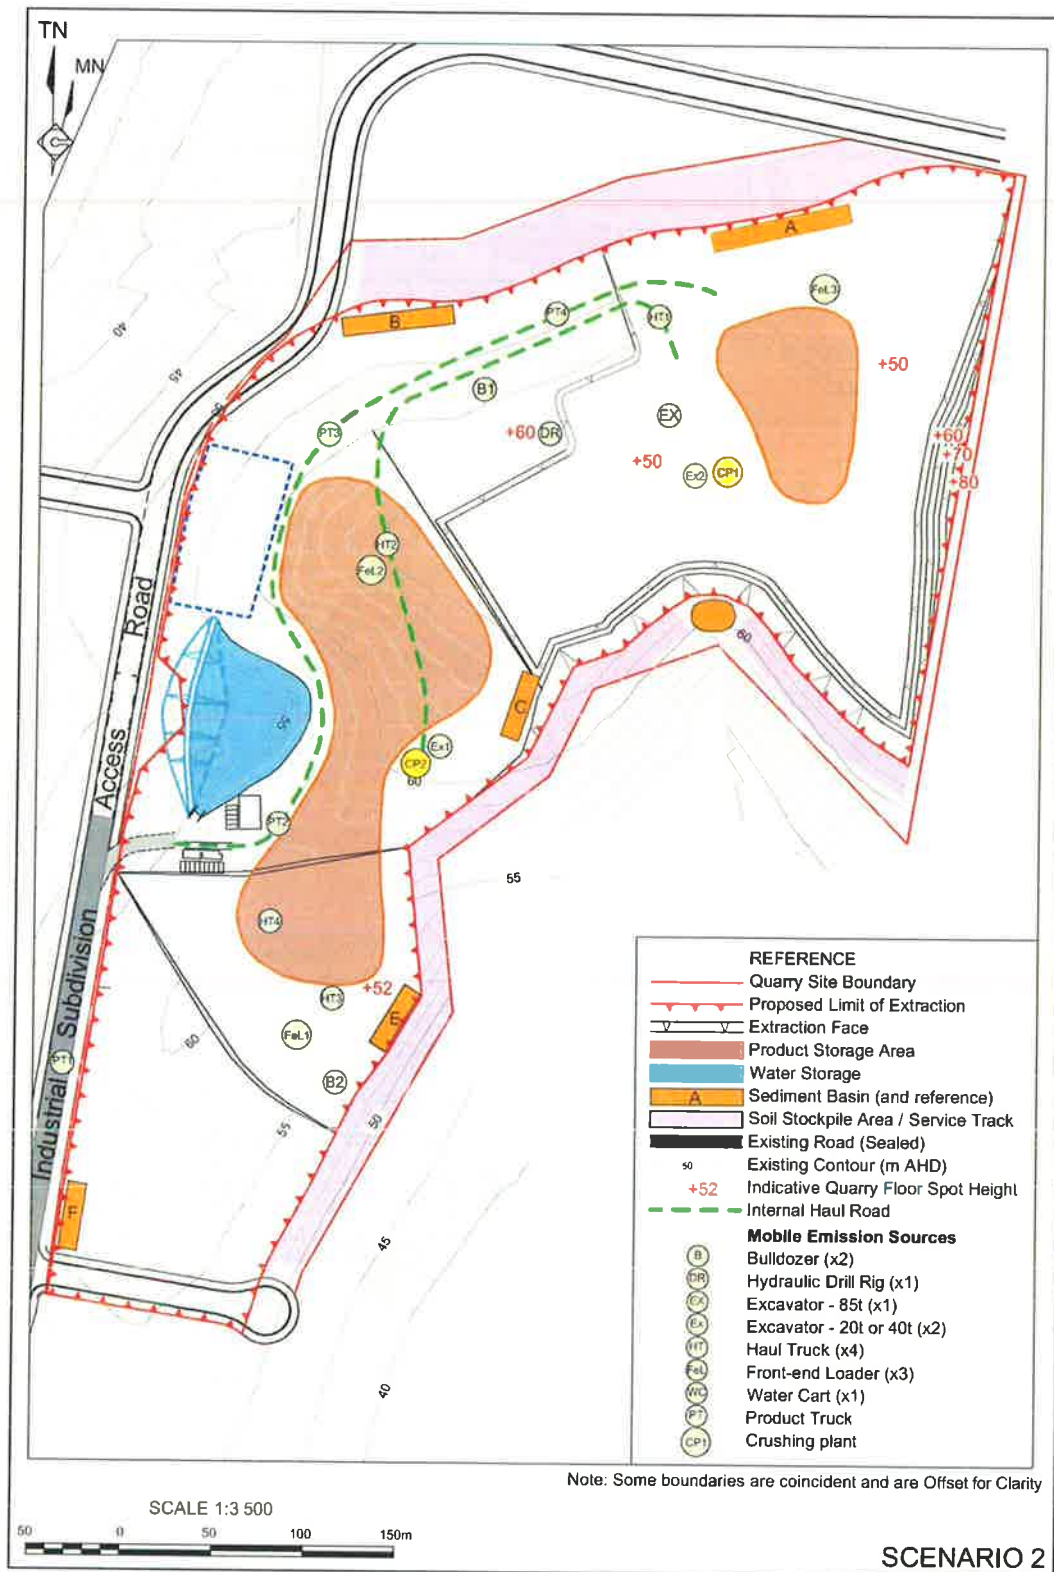 TN
MN
A
FeL3
B
PT4
HT1
40
+50
45
B1
EX
50
PT3
+60
DR
+60
+50
+70
Ex2
CP1
+80
HT2
FeL2
Access Road
60
C
55
Ex1
CP2
60
PT2
55
HT4
Industrial Subdivision
+52
HT3
E
FeL1
60
PT1
B2
50
55
F
45
40
REFERENCE
Quarry Site Boundary
Proposed Limit of Extraction
Extraction Face
Product Storage Area
Water Storage
A Sediment Basin (and reference)
Soil Stockpile Area / Service Track
Existing Road (Sealed)
50 Existing Contour (m AHD)
+52 Indicative Quarry Floor Spot Height
Internal Haul Road
Mobile Emission Sources
B Bulldozer (x2)
DR Hydraulic Drill Rig (x1)
EX Excavator - 85t (x1)
Ex Excavator - 20t or 40t (x2)
HT Haul Truck (x4)
FeL Front-end Loader (x3)
WC Water Cart (x1)
PT Product Truck
CP1 Crushing plant
Note: Some boundaries are coincident and are Offset for Clarity
SCALE 1:3 500
50 0 50 100 150m
SCENARIO 2